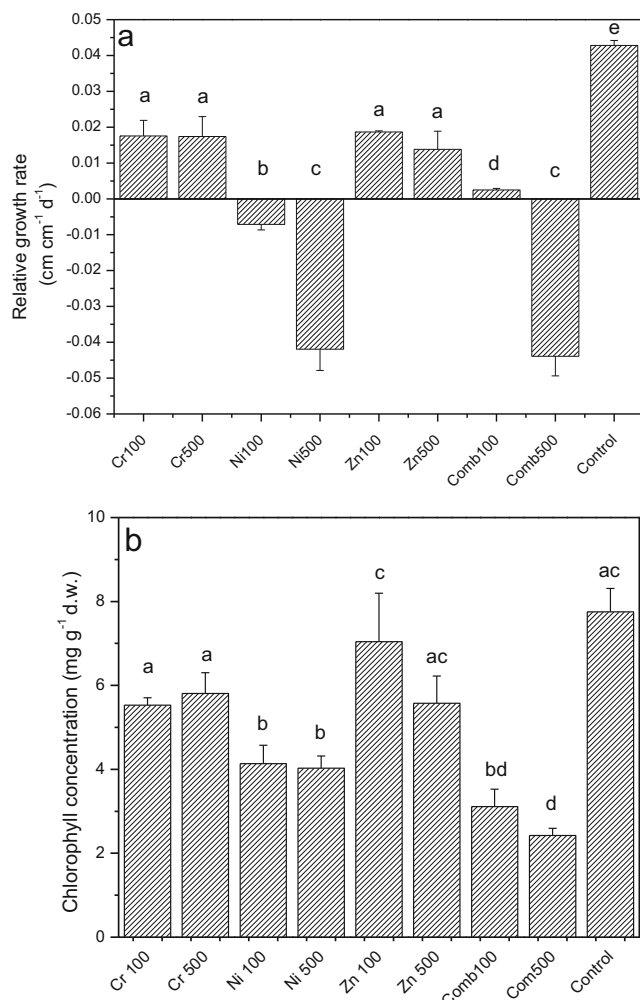 a
e
a a a a
b c d c
0.05
0.04
0.03
0.02
0.01
0.00
-0.01
-0.02
-0.03
-0.04
-0.05
-0.06
Relative growth rate
(cm cm⁻¹ d⁻¹)
Cr100 Cr500 Ni100 Ni500 Zn100 Zn500 Comb100 Comb500 Control
b
c ac
a a ac
b b bd d
10
8
6
4
2
0
Chlorophyll concentration (mg g⁻¹ d.w.)
Cr 100 Cr 500 Ni 100 Ni 500 Zn 100 Zn 500 Comb100 Com500 Control